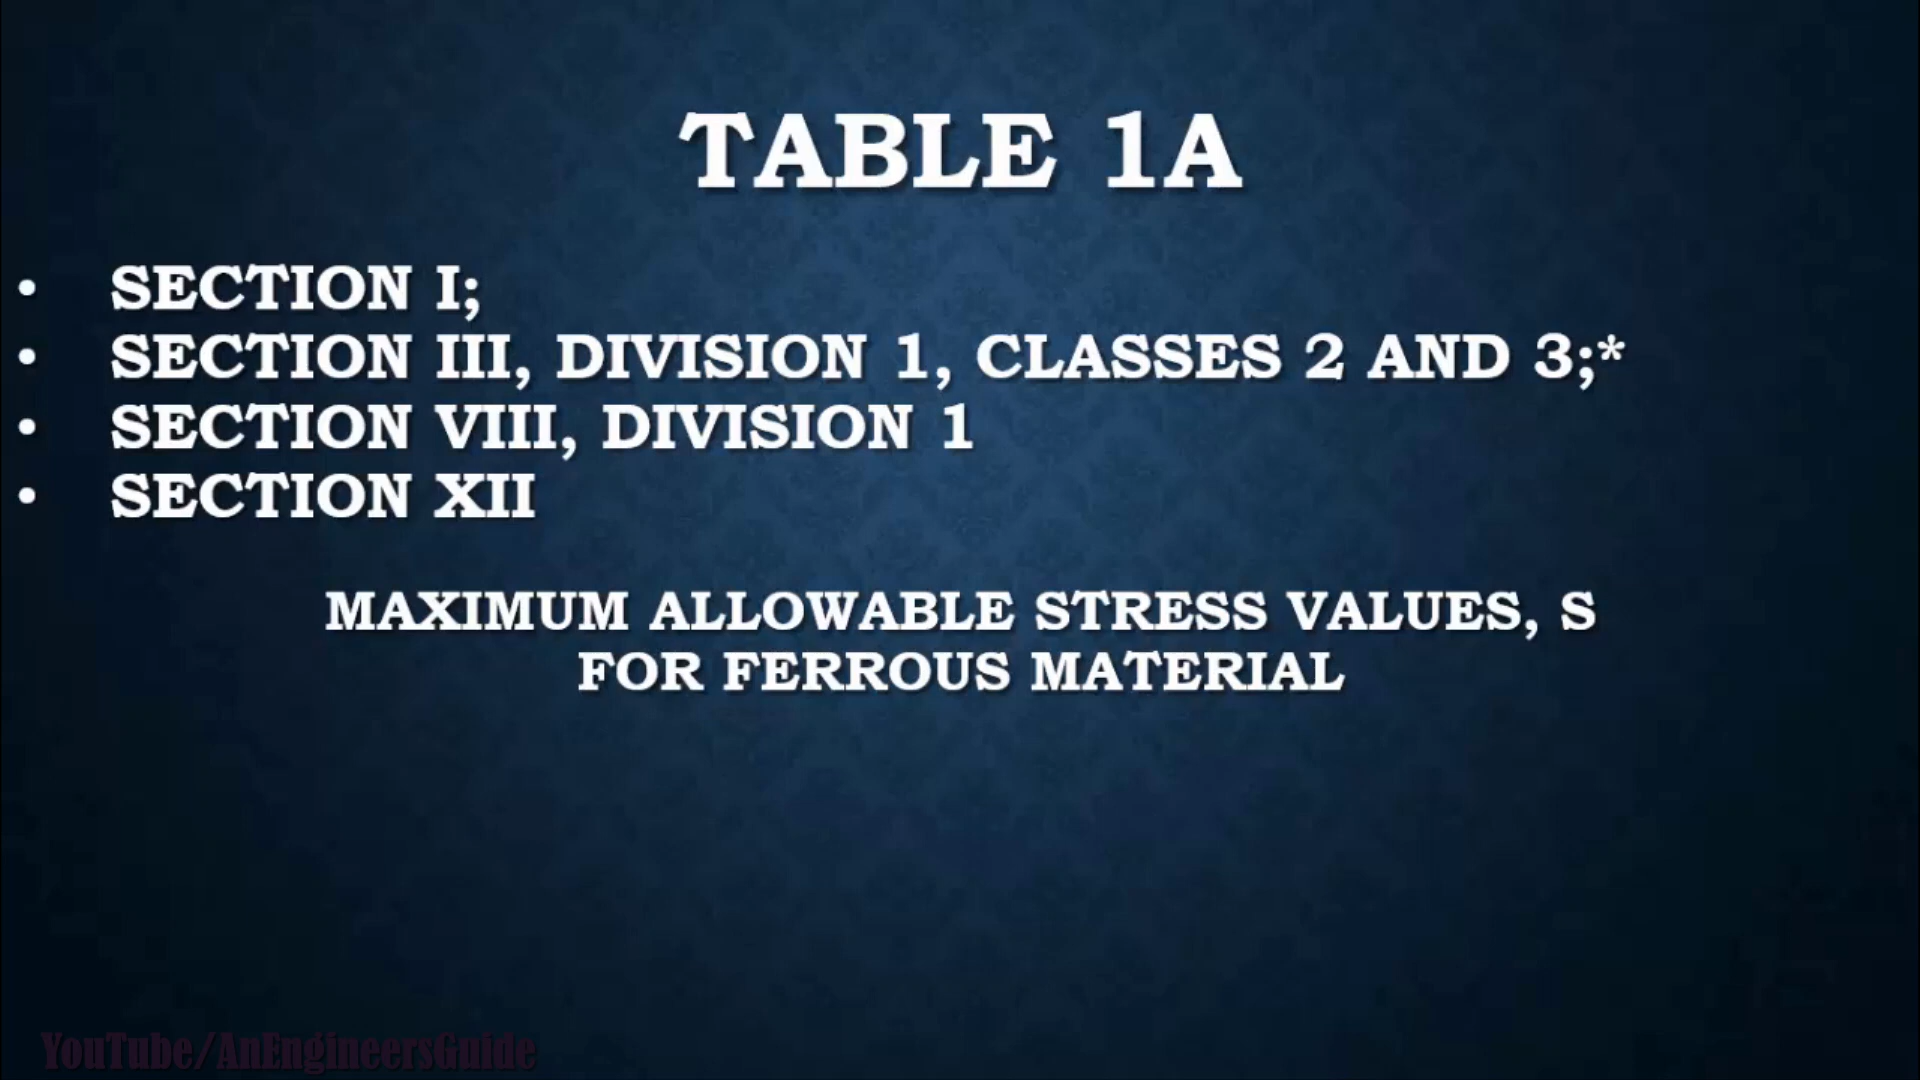 TABLE 1A
• SECTION I;
• SECTION III, DIVISION 1, CLASSES 2 AND 3;*
• SECTION VIII, DIVISION 1
• SECTION XII
MAXIMUM ALLOWABLE STRESS VALUES, S
FOR FERROUS MATERIAL
YouTube/AnEngineersGuide